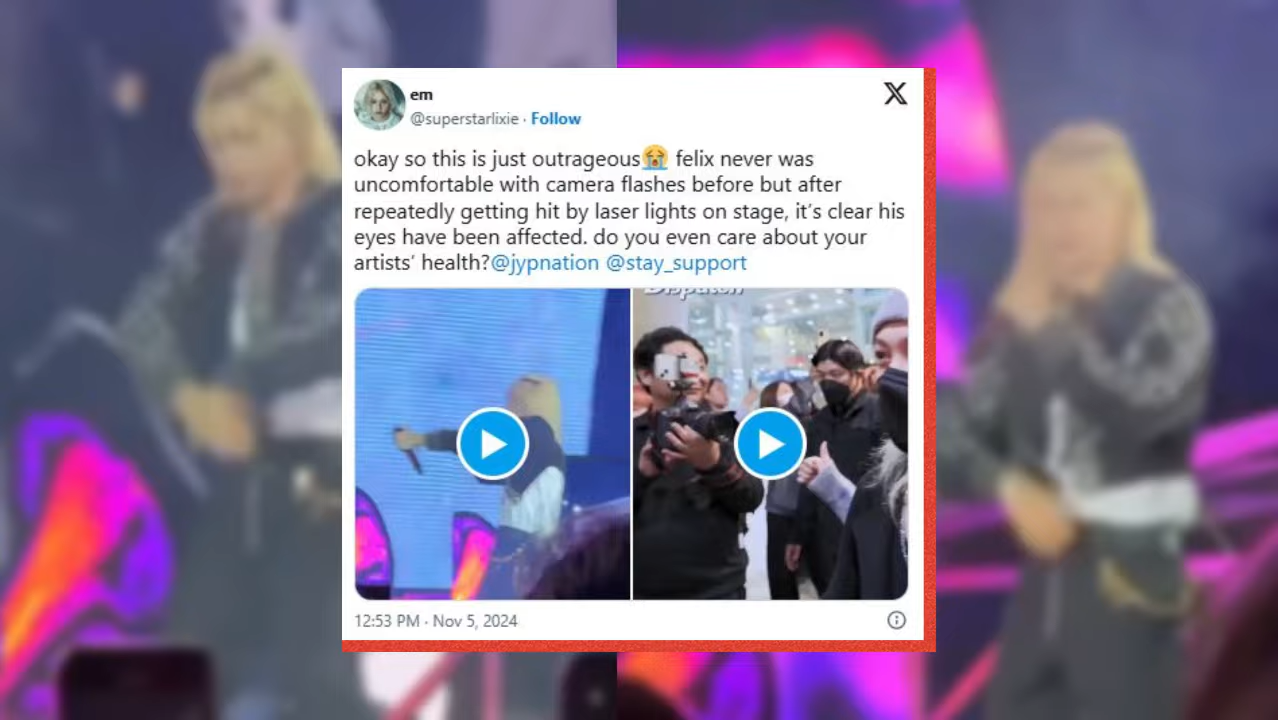 em
@superstarlixie · Follow
X
okay so this is just outrageous😭 felix never was
uncomfortable with camera flashes before but after
repeatedly getting hit by laser lights on stage, it’s clear his
eyes have been affected. do you even care about your
artists’ health?@jypnation @stay_support
Dispatch
12:53 PM · Nov 5, 2024